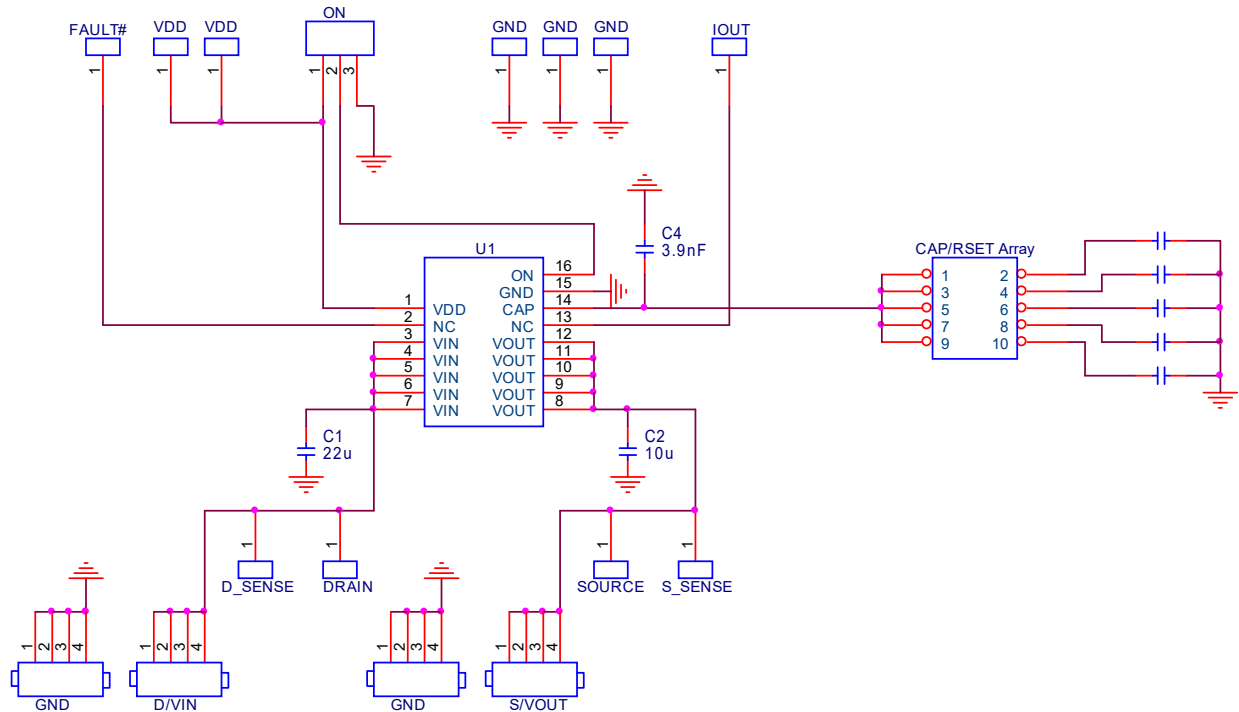 FAULT# VDD VDD ON GND GND GND IOUT
1 1 1 1 2 3 1 1 1 1
C4
3.9nF
U1
CAP/RSET Array
ON 16
GND 15
1 VDD CAP 14
2 NC NC 13
3 VIN VOUT 12
4 VIN VOUT 11
5 VIN VOUT 10
6 VIN VOUT 9
7 VIN VOUT 8
1 2
3 4
5 6
7 8
9 10
C1
22u
C2
10u
1 1 1 1
D_SENSE DRAIN SOURCE S_SENSE
1 2 3 4 1 2 3 4 1 2 3 4 1 2 3 4
GND D/VIN GND S/VOUT